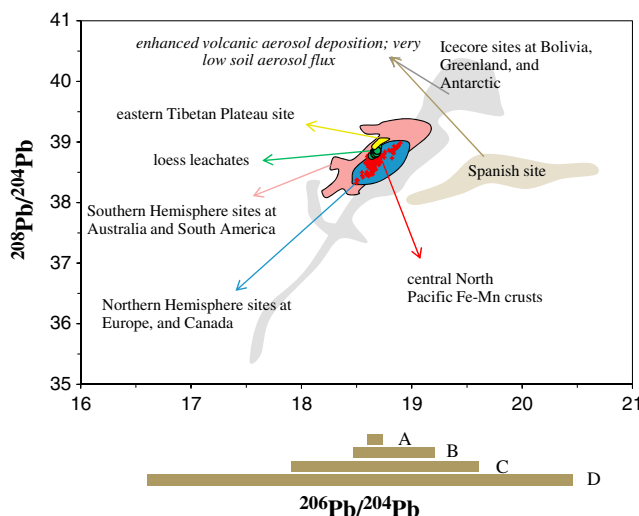 41
40
39
38
37
36
35
208Pb/204Pb
enhanced volcanic aerosol deposition; very
low soil aerosol flux
Icecore sites at Bolivia,
Greenland, and
Antarctic
eastern Tibetan Plateau site
loess leachates
Spanish site
Southern Hemisphere sites at
Australia and South America
central North
Pacific Fe-Mn crusts
Northern Hemisphere sites at
Europe, and Canada
16 17 18 19 20 21
A
B
C
D
206Pb/204Pb